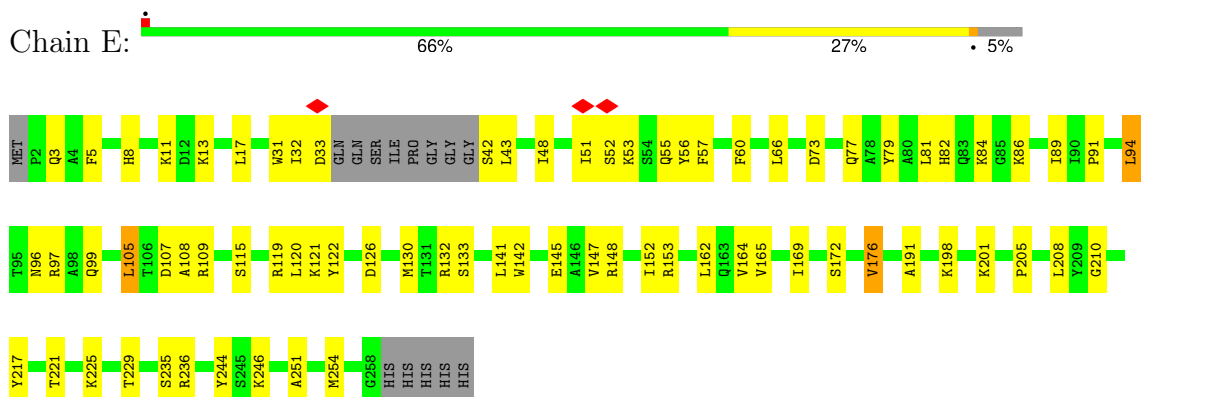 Chain E:
66% 27% • 5%
MET P2 Q3 A4 F5 H8 K11 D12 K13 L17 W31 I32 D33 GLN GLN SER ILE PRO GLY GLY GLY S42 L43 I48 I51 S52 K53 S54 Q55 Y56 F57 F60 L66 D73 Q77 A78 Y79 A80 L81 H82 Q83 K84 G85 K86 I89 I90 P91 L94
T95 N96 R97 A98 Q99 L105 T106 D107 A108 R109 S115 R119 L120 K121 Y122 D126 M130 T131 R132 S133 L141 W142 E145 A146 V147 R148 I152 R153 L162 Q163 V164 V165 I169 S172 V176 A191 K198 K201 P205 L208 Y209 G210
Y217 T221 K225 T229 S235 R236 Y244 S245 K246 A251 M254 G258 HIS HIS HIS HIS HIS